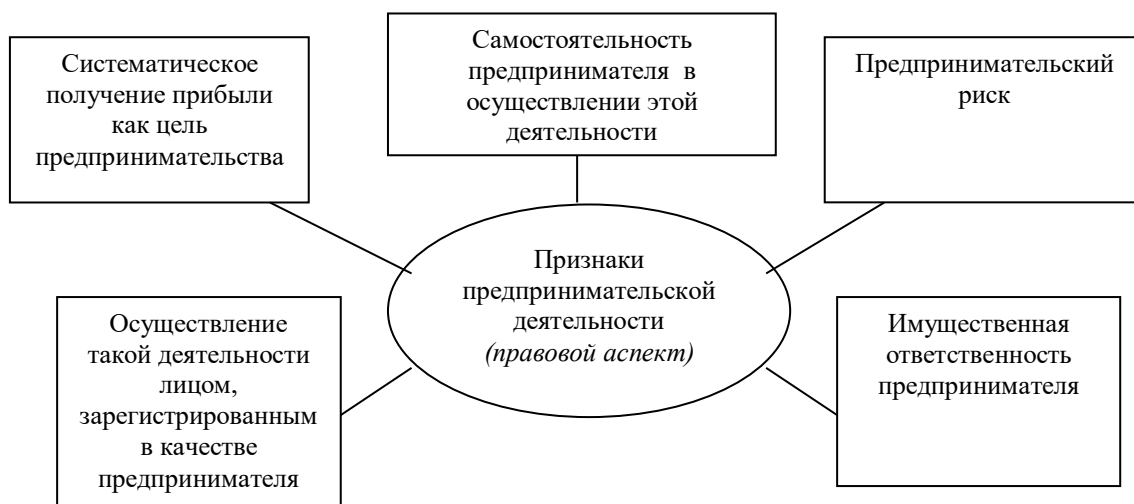 Систематическое
получение прибыли
как цель
предпринимательства
Самостоятельность
предпринимателя в
осуществлении этой
деятельности
Предпринимательский
риск
Признаки
предпринимательской
деятельности
(правовой аспект)
Осуществление
такой деятельности
лицом,
зарегистрированным
в качестве
предпринимателя
Имущественная
ответственность
предпринимателя